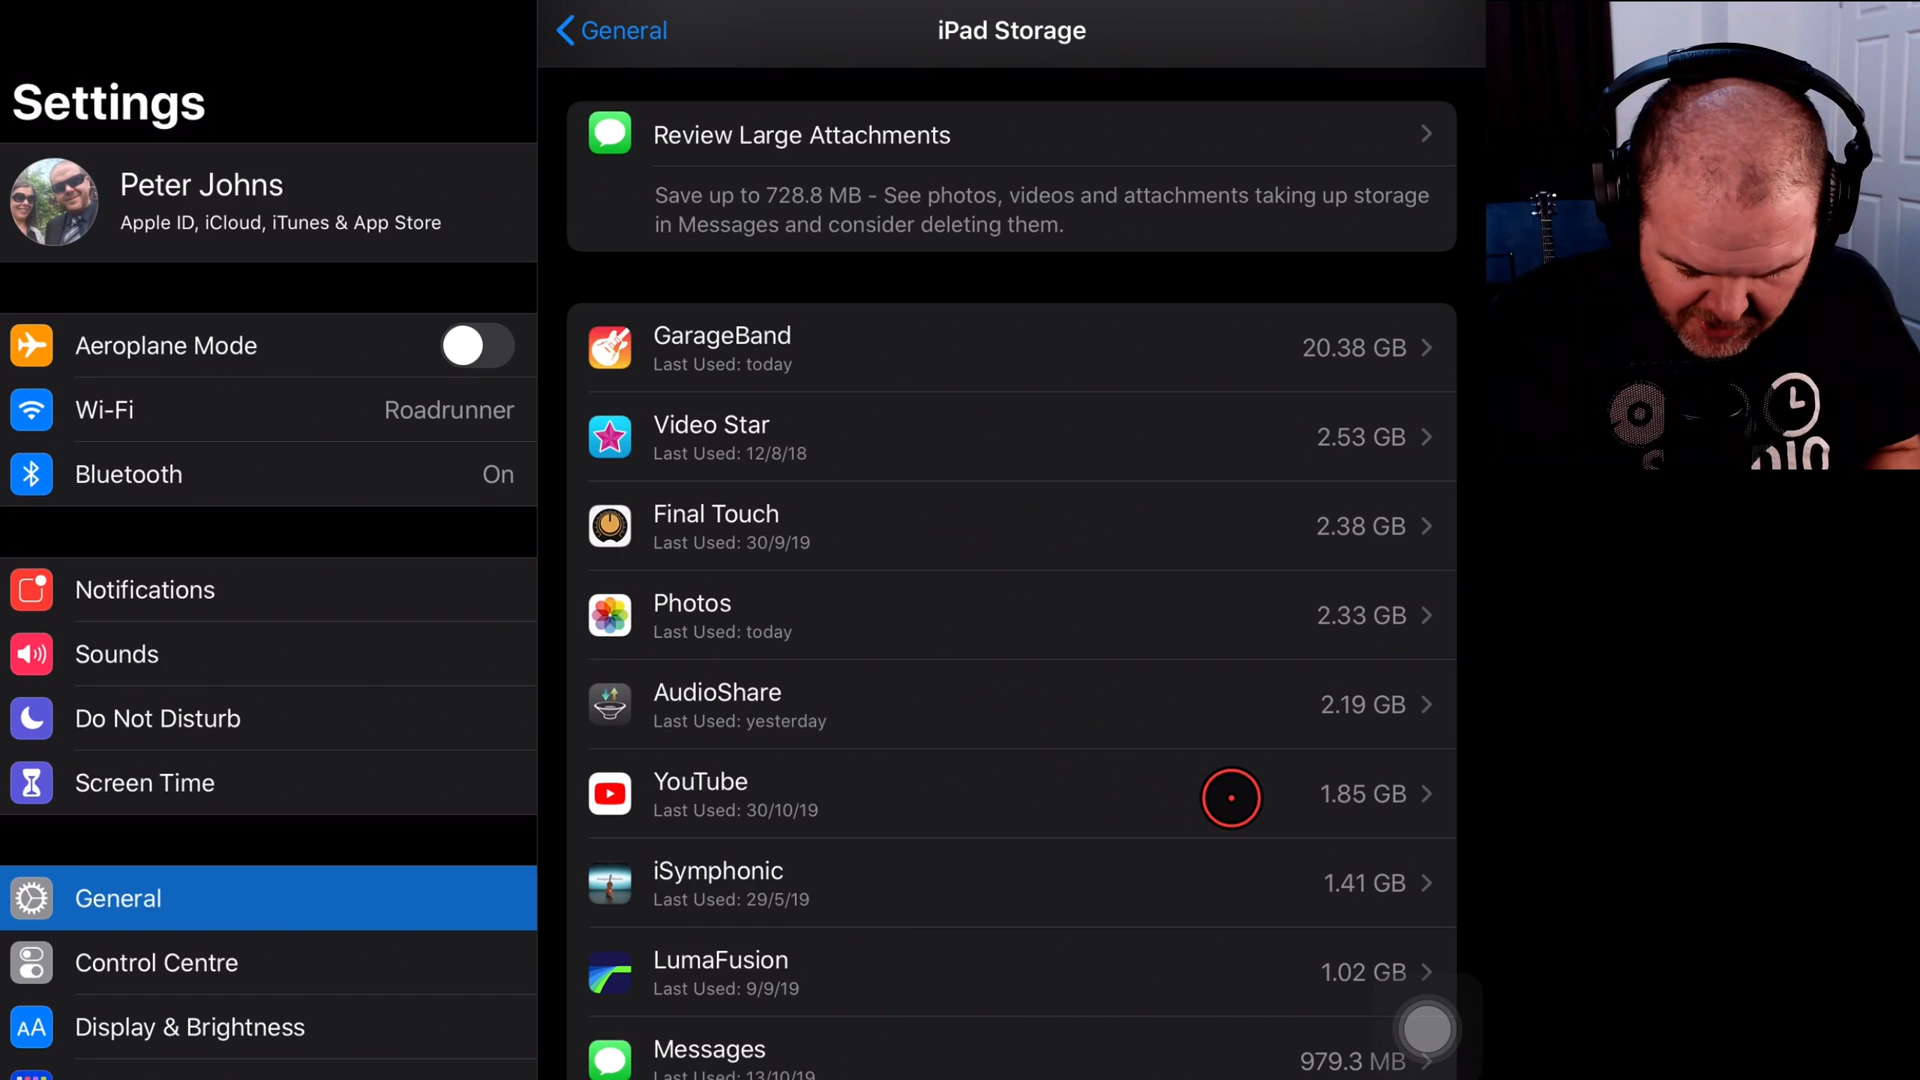 Settings
Peter Johns
Apple ID, iCloud, iTunes & App Store
Aeroplane Mode
Wi-Fi Roadrunner
Bluetooth On
Notifications
Sounds
Do Not Disturb
Screen Time
General
Control Centre
AA Display & Brightness
General iPad Storage
Review Large Attachments
Save up to 728.8 MB - See photos, videos and attachments taking up storage
in Messages and consider deleting them.
GarageBand 20.38 GB
Last Used: today
Video Star 2.53 GB
Last Used: 12/8/18
Final Touch 2.38 GB
Last Used: 30/9/19
Photos 2.33 GB
Last Used: today
AudioShare 2.19 GB
Last Used: yesterday
YouTube 1.85 GB
Last Used: 30/10/19
iSymphonic 1.41 GB
Last Used: 29/5/19
LumaFusion 1.02 GB
Last Used: 9/9/19
Messages 979.3 MB
Last Used: 13/10/19